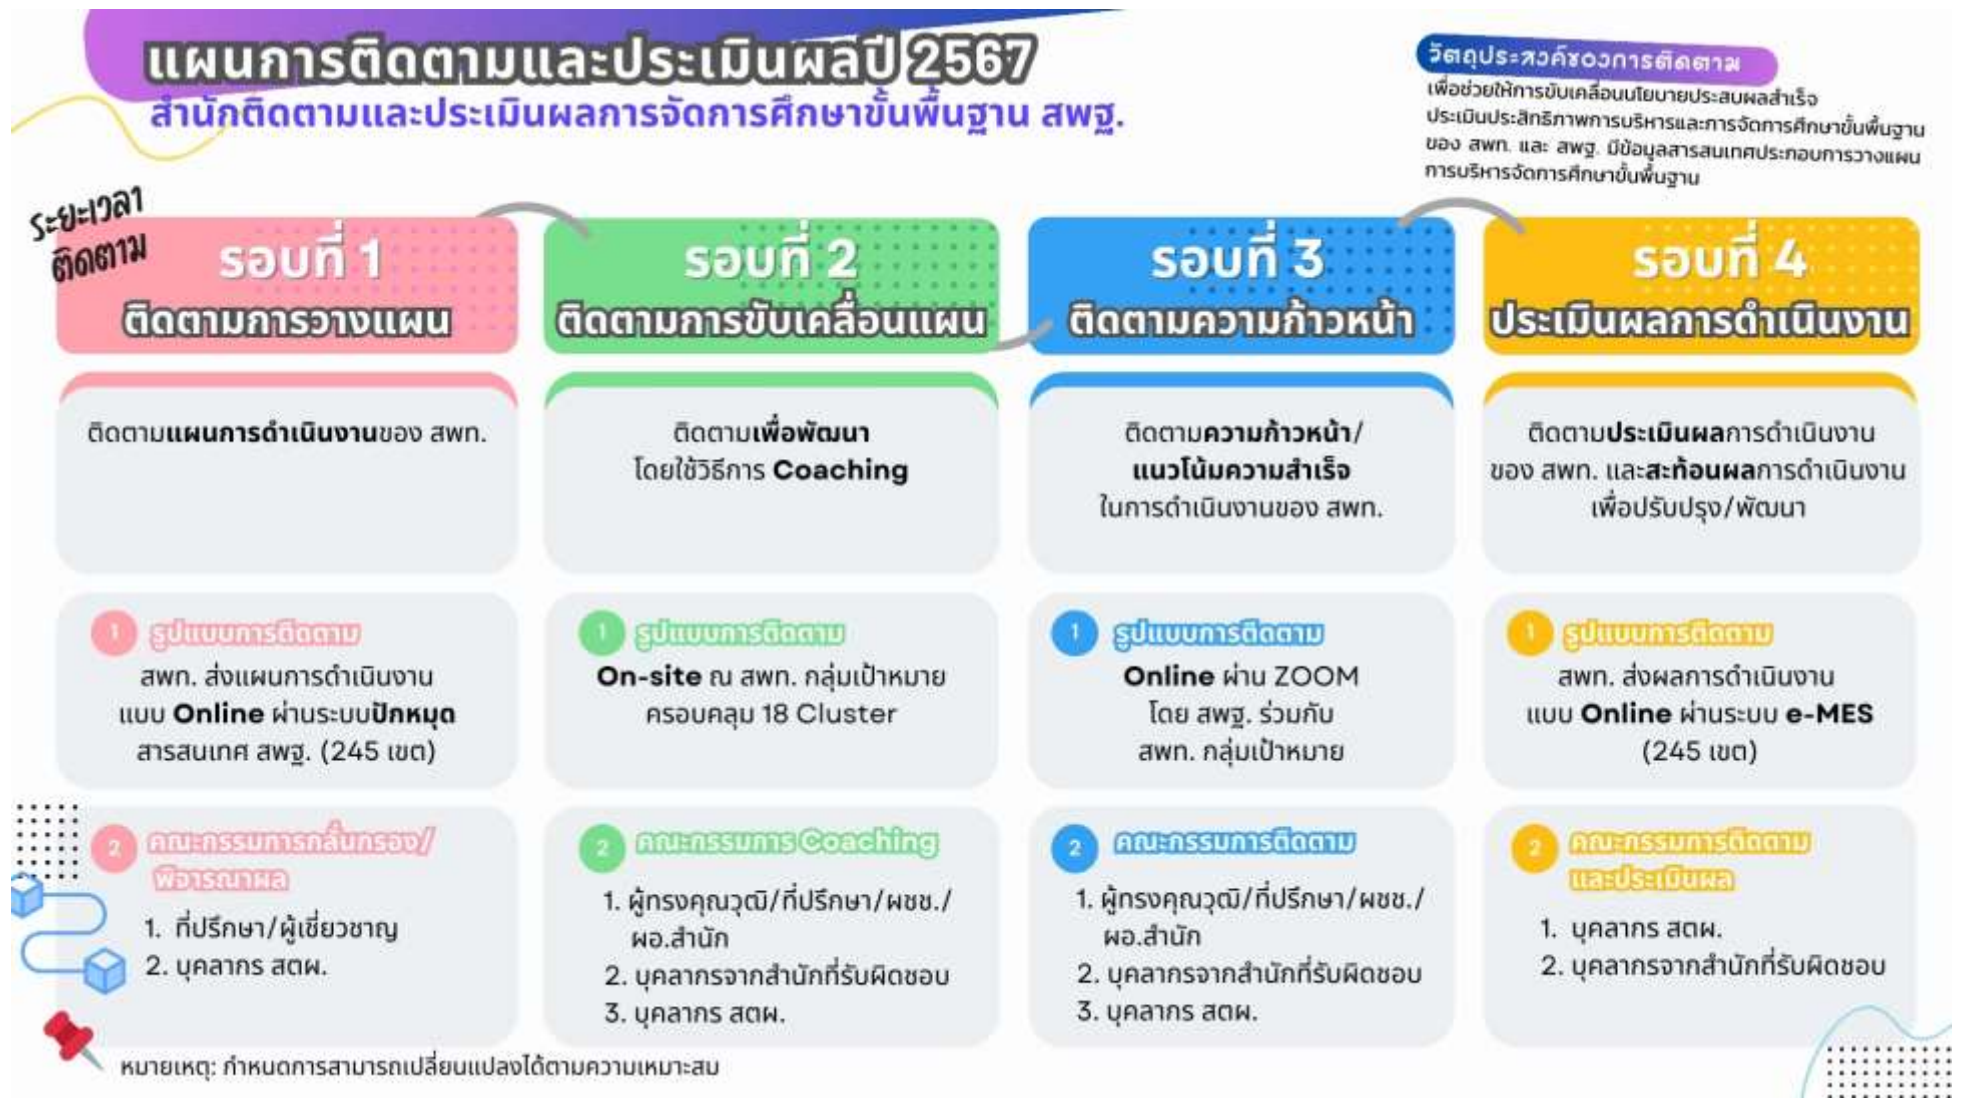 แผนการติดตามและประเมินผลปี 2567
สำนักติดตามและประเมินผลการจัดการศึกษาขั้นพื้นฐาน สพฐ.
วัตถุประสงค์ของการติดตาม
เพื่อช่วยให้การขับเคลื่อนนโยบายประสบผลสำเร็จ
ประเมินประสิทธิภาพการบริหารและการจัดการศึกษาขั้นพื้นฐาน
ของ สพท. และ สพฐ. มีข้อมูลสารสนเทศประกอบการวางแผน
การบริหารจัดการศึกษาขั้นพื้นฐาน
ระยะเวลา
ติดตาม
รอบที่ 1
ติดตามการวางแผน
ติดตามแผนการดำเนินงานของ สพท.
1 รูปแบบการติดตาม
สพท. ส่งแผนการดำเนินงาน
แบบ Online ผ่านระบบปักหมุด
สารสนเทศ สพฐ. (245 เขต)
2 คณะกรรมการกลั่นกรอง/
พิจารณาผล
1. ที่ปรึกษา/ผู้เชี่ยวชาญ
2. บุคลากร สตผ.
รอบที่ 2
ติดตามการขับเคลื่อนแผน
ติดตามเพื่อพัฒนา
โดยใช้วิธีการ Coaching
1 รูปแบบการติดตาม
On-site ณ สพท. กลุ่มเป้าหมาย
ครอบคลุม 18 Cluster
2 คณะกรรมการ Coaching
1. ผู้ทรงคุณวุฒิ/ที่ปรึกษา/ผชช./
ผอ.สำนัก
2. บุคลากรจากสำนักที่รับผิดชอบ
3. บุคลากร สตผ.
รอบที่ 3
ติดตามความก้าวหน้า
ติดตามความก้าวหน้า/
แนวโน้มความสำเร็จ
ในการดำเนินงานของ สพท.
1 รูปแบบการติดตาม
Online ผ่าน ZOOM
โดย สพฐ. ร่วมกับ
สพท. กลุ่มเป้าหมาย
2 คณะกรรมการติดตาม
1. ผู้ทรงคุณวุฒิ/ที่ปรึกษา/ผชช./
ผอ.สำนัก
2. บุคลากรจากสำนักที่รับผิดชอบ
3. บุคลากร สตผ.
รอบที่ 4
ประเมินผลการดำเนินงาน
ติดตามประเมินผลการดำเนินงาน
ของ สพท. และสะท้อนผลการดำเนินงาน
เพื่อปรับปรุง/พัฒนา
1 รูปแบบการติดตาม
สพท. ส่งผลการดำเนินงาน
แบบ Online ผ่านระบบ e-MES
(245 เขต)
2 คณะกรรมการติดตาม
และประเมินผล
1. บุคลากร สตผ.
2. บุคลากรจากสำนักที่รับผิดชอบ
หมายเหตุ: กำหนดการสามารถเปลี่ยนแปลงได้ตามความเหมาะสม